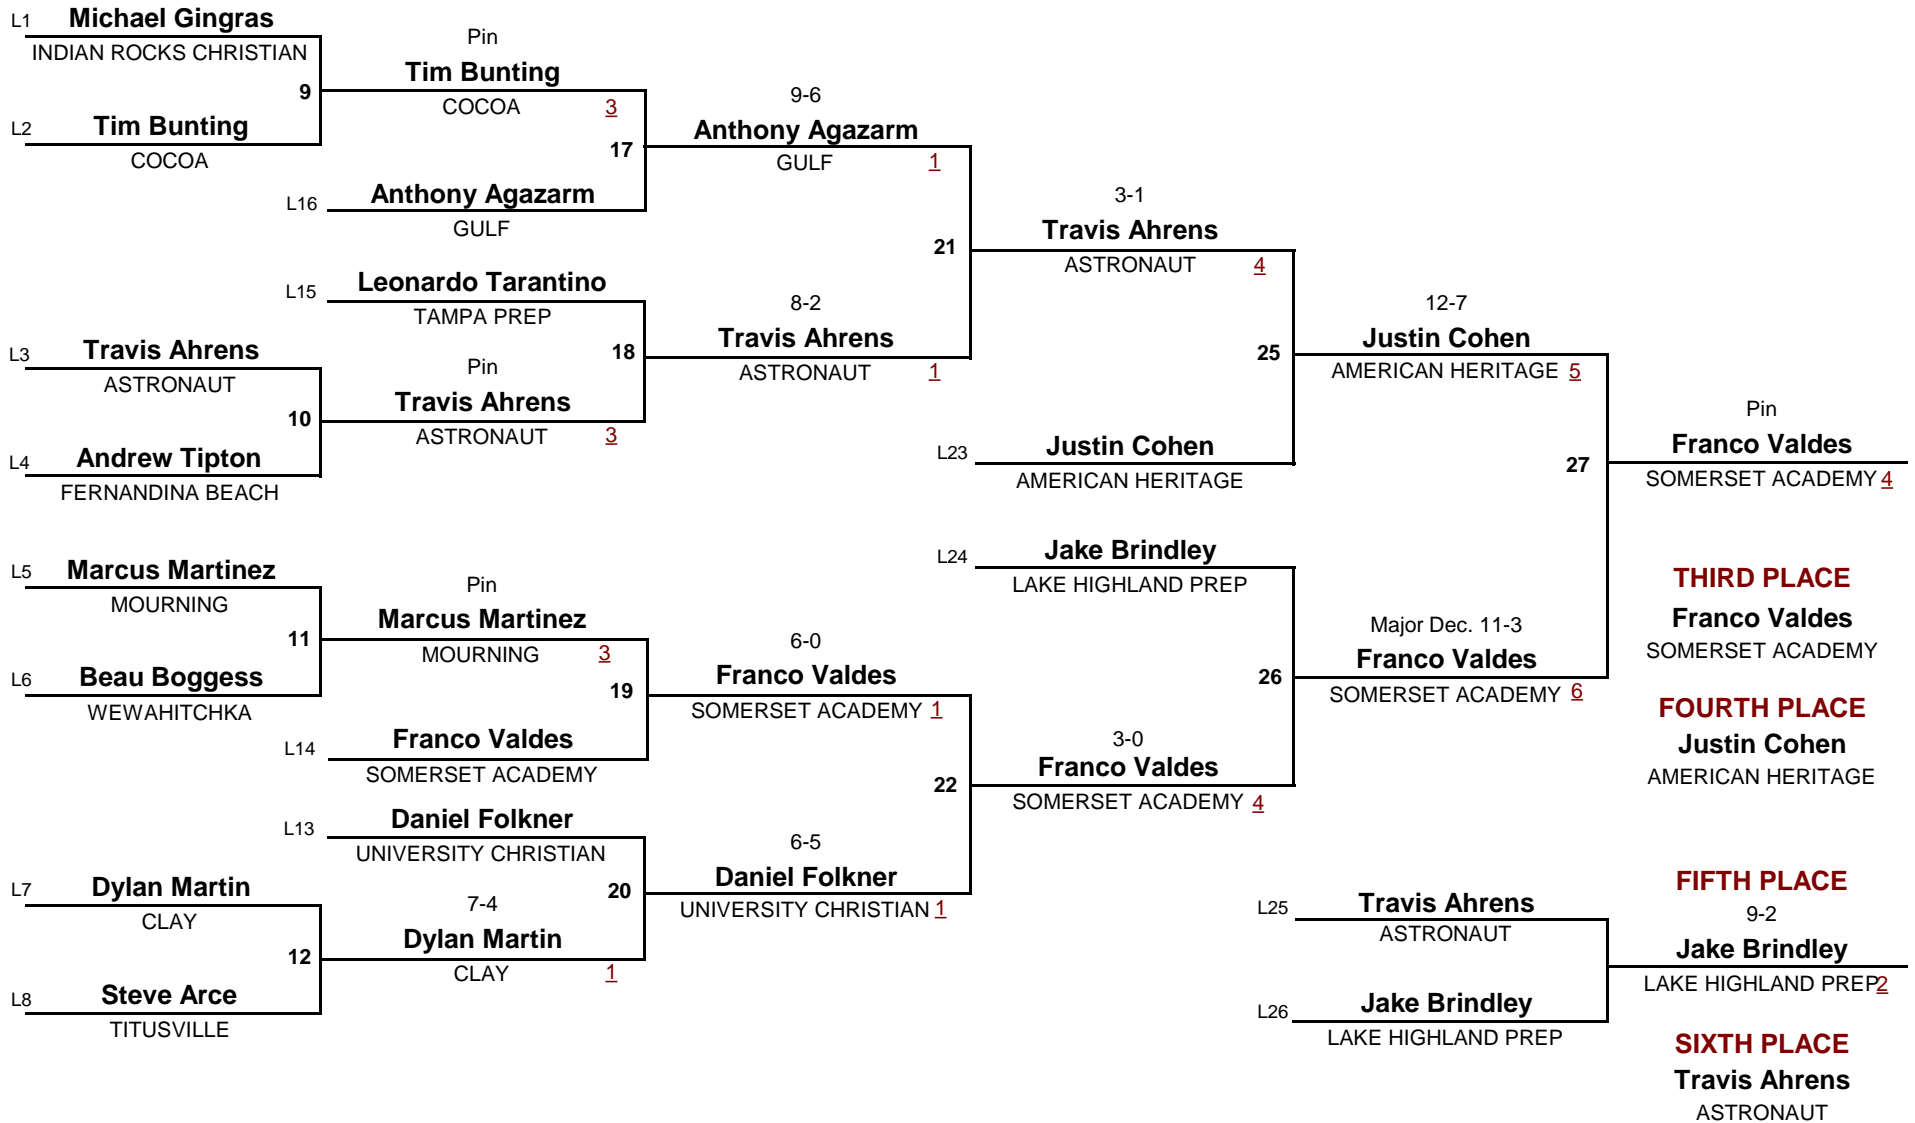 L1 Michael Gingras
INDIAN ROCKS CHRISTIAN
9
L2 Tim Bunting
COCOA
Pin
Tim Bunting
COCOA 3
17
L16 Anthony Agazarm
GULF
9-6
Anthony Agazarm
GULF 1
21
L15 Leonardo Tarantino
TAMPA PREP
18
L3 Travis Ahrens
ASTRONAUT
10
L4 Andrew Tipton
FERNANDINA BEACH
Pin
Travis Ahrens
ASTRONAUT 3
8-2
Travis Ahrens
ASTRONAUT 1
3-1
Travis Ahrens
ASTRONAUT 4
25
L23 Justin Cohen
AMERICAN HERITAGE
12-7
Justin Cohen
AMERICAN HERITAGE 5
27
Pin
Franco Valdes
SOMERSET ACADEMY 4
L5 Marcus Martinez
MOURNING
11
L6 Beau Boggess
WEWAHITCHKA
Pin
Marcus Martinez
MOURNING 3
19
L14 Franco Valdes
SOMERSET ACADEMY
6-0
Franco Valdes
SOMERSET ACADEMY 1
22
L13 Daniel Folkner
UNIVERSITY CHRISTIAN
20
L7 Dylan Martin
CLAY
12
L8 Steve Arce
TITUSVILLE
7-4
Dylan Martin
CLAY 1
6-5
Daniel Folkner
UNIVERSITY CHRISTIAN 1
L24 Jake Brindley
LAKE HIGHLAND PREP
26
3-0
Franco Valdes
SOMERSET ACADEMY 4
Major Dec. 11-3
Franco Valdes
SOMERSET ACADEMY 6
THIRD PLACE
Franco Valdes
SOMERSET ACADEMY
FOURTH PLACE
Justin Cohen
AMERICAN HERITAGE
L25 Travis Ahrens
ASTRONAUT
L26 Jake Brindley
LAKE HIGHLAND PREP
FIFTH PLACE
9-2
Jake Brindley
LAKE HIGHLAND PREP 2
SIXTH PLACE
Travis Ahrens
ASTRONAUT